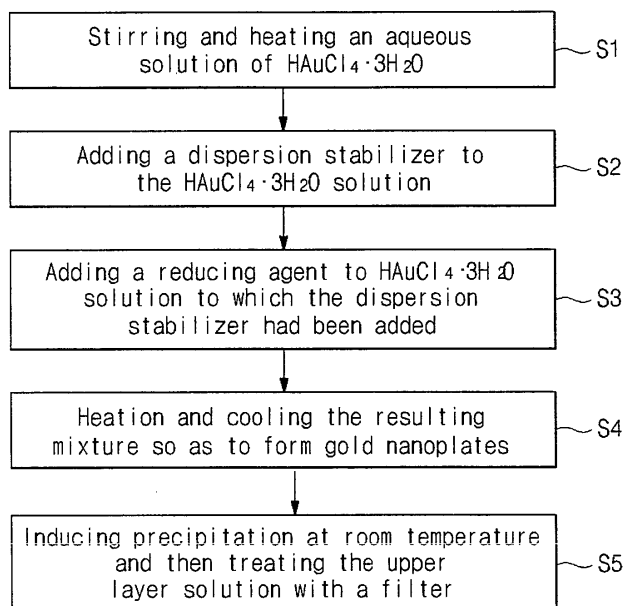 Stirring and heating an aqueous
solution of HAuCl₄·3H₂O
S1
Adding a dispersion stabilizer to
the HAuCl₄·3H₂O solution
S2
Adding a reducing agent to HAuCl₄·3H₂O
solution to which the dispersion
stabilizer had been added
S3
Heation and cooling the resulting
mixture so as to form gold nanoplates
S4
Inducing precipitation at room temperature
and then treating the upper
layer solution with a filter
S5